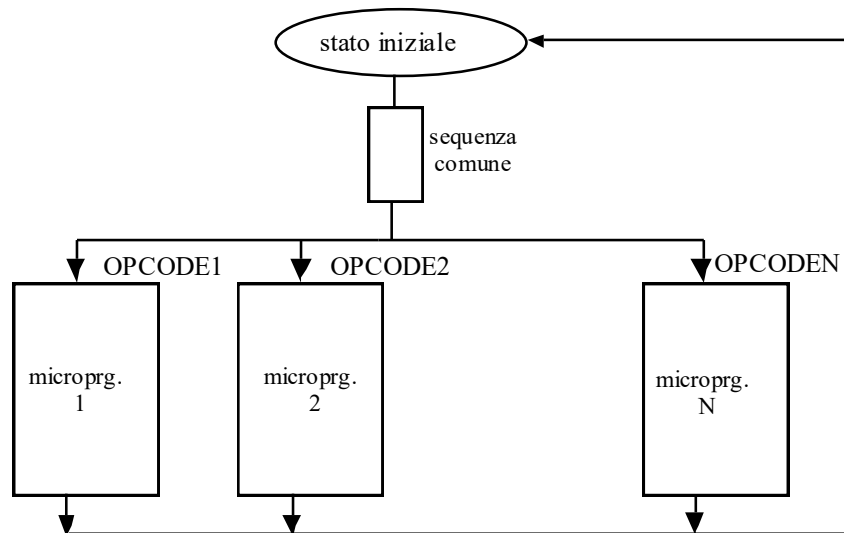 stato iniziale
sequenza
comune
OPCODE1
OPCODE2
OPCODEN
microprg.
1
microprg.
2
microprg.
N